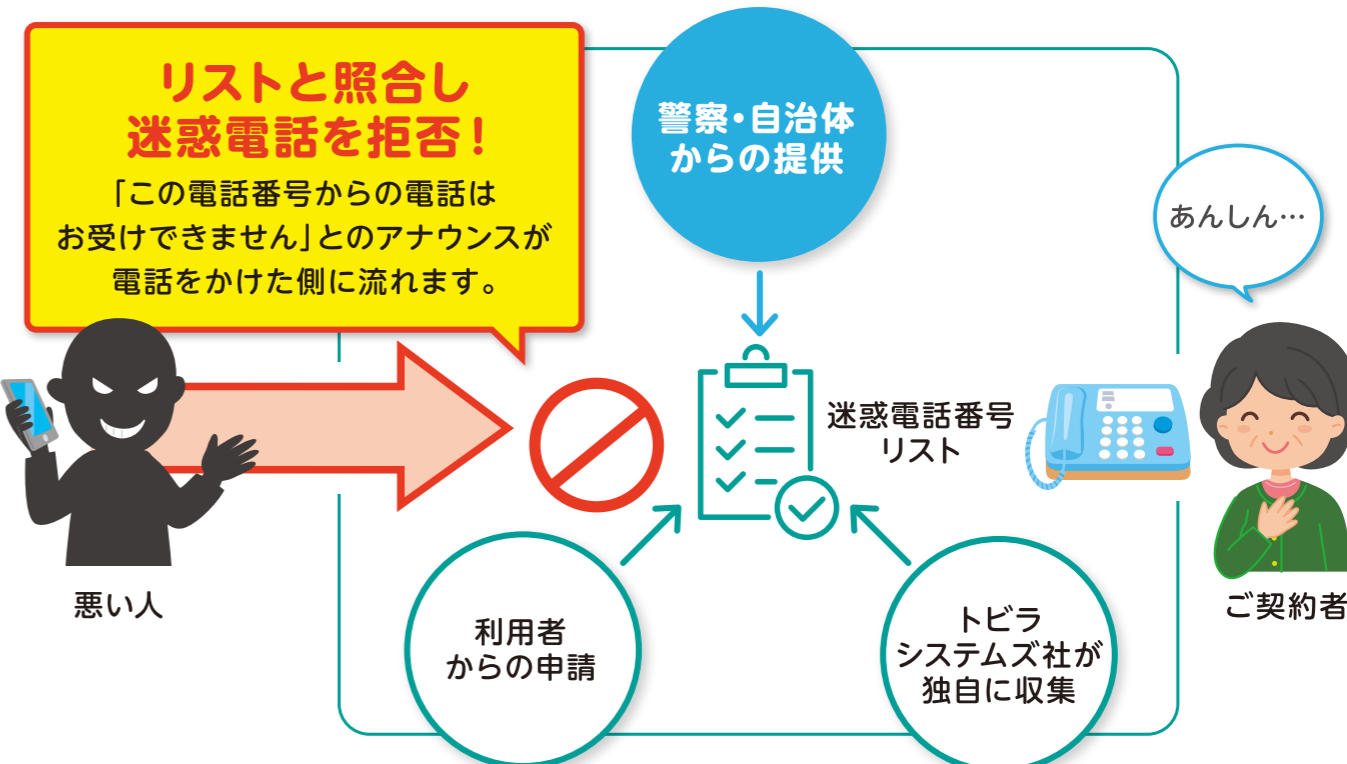 リストと照合し
迷惑電話を拒否!
「この電話番号からの電話は
お受けできません」とのアナウンスが
電話をかけた側に流れます。
警察・自治体
からの提供
あんしん…
迷惑電話番号
リスト
悪い人
利用者
からの申請
トビラ
システムズ社が
独自に収集
ご契約者